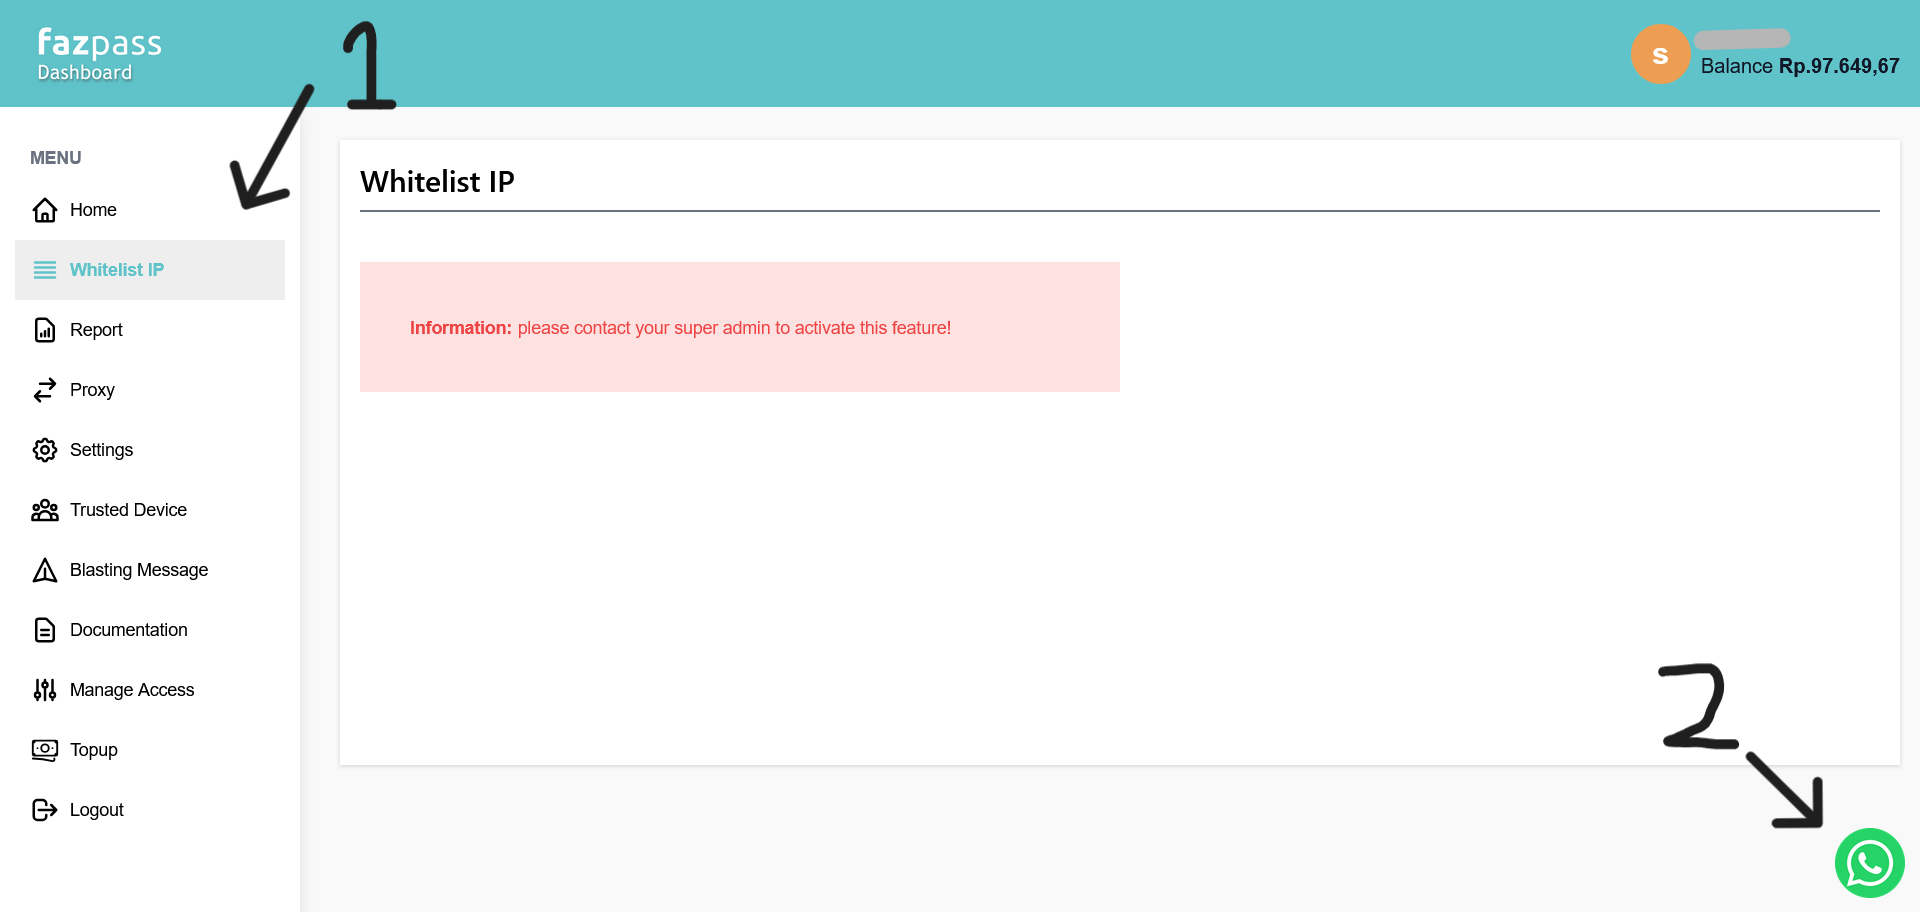 fazpass
Dashboard
1
S
Balance Rp.97.649,67
MENU
Home
Whitelist IP
Report
Proxy
Settings
Trusted Device
Blasting Message
Documentation
Manage Access
Topup
Logout
Whitelist IP
Information: please contact your super admin to activate this feature!
2